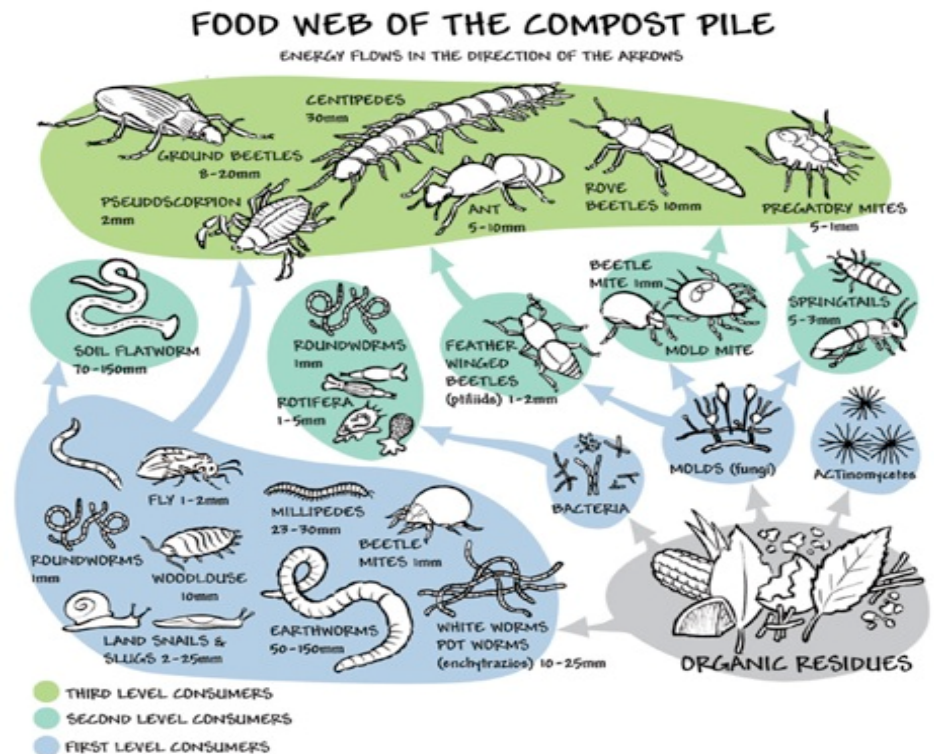 FOOD WEB OF THE COMPOST PILE
ENERGY FLOWS IN THE DIRECTION OF THE ARROWS
CENTIPEDES
30mm
GROUND BEETLES
8-20mm
PSEUDOSCORPION
2mm
ANT
5-10mm
ROVE
BEETLES 10mm
PREGATORY MITES
5-1mm
SOIL FLATWORM
70-150mm
ROUNDWORMS
1mm
ROTIFERA
1-5mm
FEATHER
WINGED
BEETLES
(ptiliids) 1-2mm
BEETLE
MITE 1mm
MOLD MITE
SPRINGTAILS
5-3mm
FLY 1-2mm
ROUNDWORMS
1mm
WOODLOUSE
10mm
LAND SNAILS &
SLUGS 2-25mm
MILLIPEDES
23-30mm
BEETLE
MITES 1mm
EARTHWORMS
50-150mm
WHITE WORMS
POT WORMS
(enchytrazios) 10-25mm
BACTERIA
MOLDS (fungi)
ACTinomycetes
ORGANIC RESIDUES
THIRD LEVEL CONSUMERS
SECOND LEVEL CONSUMERS
FIRST LEVEL CONSUMERS